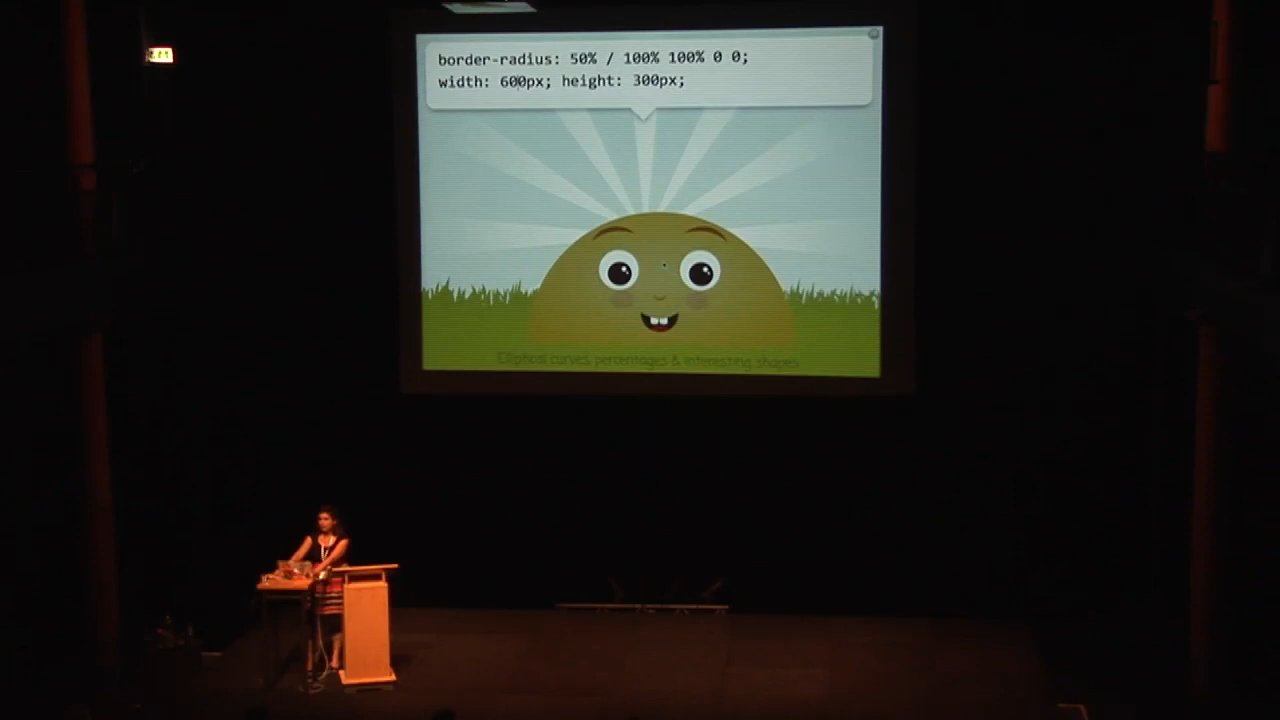 border-radius: 50% / 100% 100% 0 0;
width: 600px; height: 300px;
Elliptical curves, percentages & interesting shapes